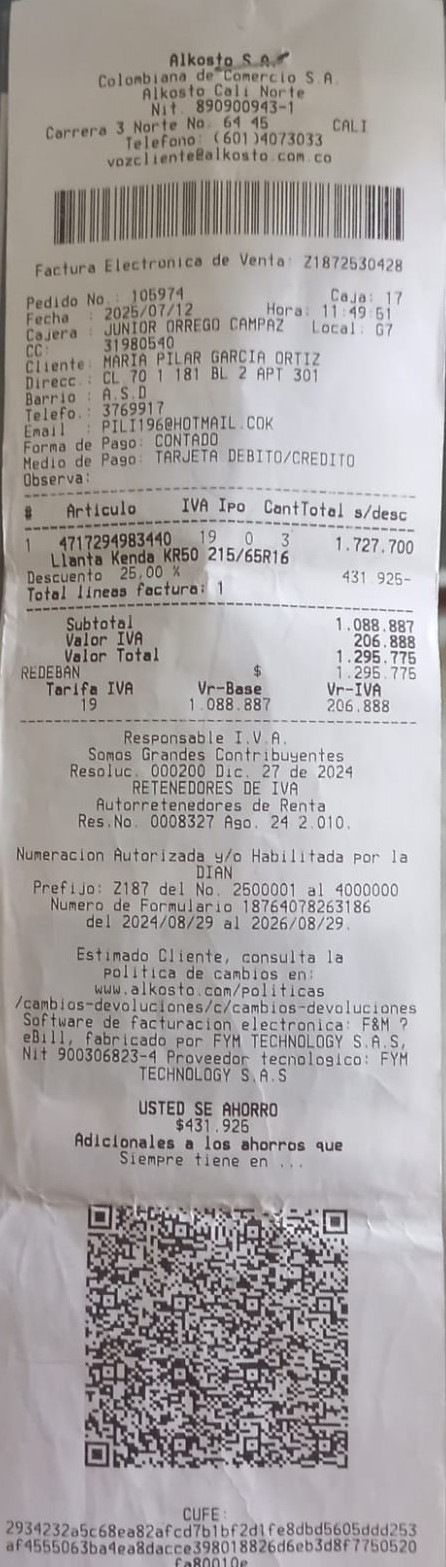 Alkosto S.A.
Colombiana de Comercio S.A.
Alkosto Cali Norte
Nit. 890900943-1
Carrera 3 Norte No. 64 45 CALI
Telefono: (601)4073033
vozcliente@alkosto.com.co
Factura Electronica de Venta: Z1872530428
Pedido No.: 105974 Caja: 17
Fecha : 2025/07/12 Hora: 11:49:51
Cajera : JUNIOR ORREGO CAMPAZ Local: G7
CC: 31980540
Cliente: MARIA PILAR GARCIA ORTIZ
Direcc.: CL 70 1 181 BL 2 APT 301
Barrio : A.S.D
Telefo.: 3769917
Email : PILI196@HOTMAIL.COK
Forma de Pago: CONTADO
Medio de Pago: TARJETA DEBITO/CREDITO
Observa:
# Articulo IVA Ipo CantTotal s/desc
1 4717294983440 19 0 3 1.727.700
Llanta Kenda KR50 215/65R16
Descuento 25,00 % 431.925-
Total lineas factura: 1
Subtotal 1.088.887
Valor IVA 206.888
Valor Total 1.295.775
REDEBAN $ 1.295.775
Tarifa IVA Vr-Base Vr-IVA
19 1.088.887 206.888
Responsable I.V.A.
Somos Grandes Contribuyentes
Resoluc. 000200 Dic. 27 de 2024
RETENEDORES DE IVA
Autorretenedores de Renta
Res.No. 0008327 Ago. 24 2.010.
Numeracion Autorizada y/o Habilitada por la
DIAN
Prefijo: Z187 del No. 2500001 al 4000000
Numero de Formulario 18764078263186
del 2024/08/29 al 2026/08/29.
Estimado Cliente, consulta la
politica de cambios en:
www.alkosto.com/politicas
/cambios-devoluciones/c/cambios-devoluciones
Software de facturacion electronica: F&M ?
eBill, fabricado por FYM TECHNOLOGY S.A.S,
Nit 900306823-4 Proveedor tecnologico: FYM
TECHNOLOGY S.A.S
USTED SE AHORRO
$431.925
Adicionales a los ahorros que
Siempre tiene en ...
CUFE:
2934232a5c68ea82afcd7b1bf2d1fe8dbd5605ddd253
af4555063ba4ea8dacce398018826d6eb3d8f7750520
fa80010e